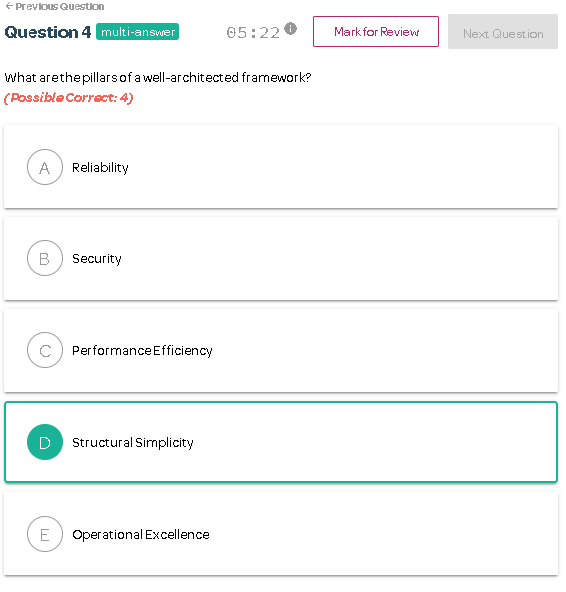 ← Previous Question
Question 4 multi-answer 05:22 i Mark for Review Next Question
What are the pillars of a well-architected framework?
(Possible Correct: 4)
A Reliability
B Security
C Performance Efficiency
D Structural Simplicity
E Operational Excellence